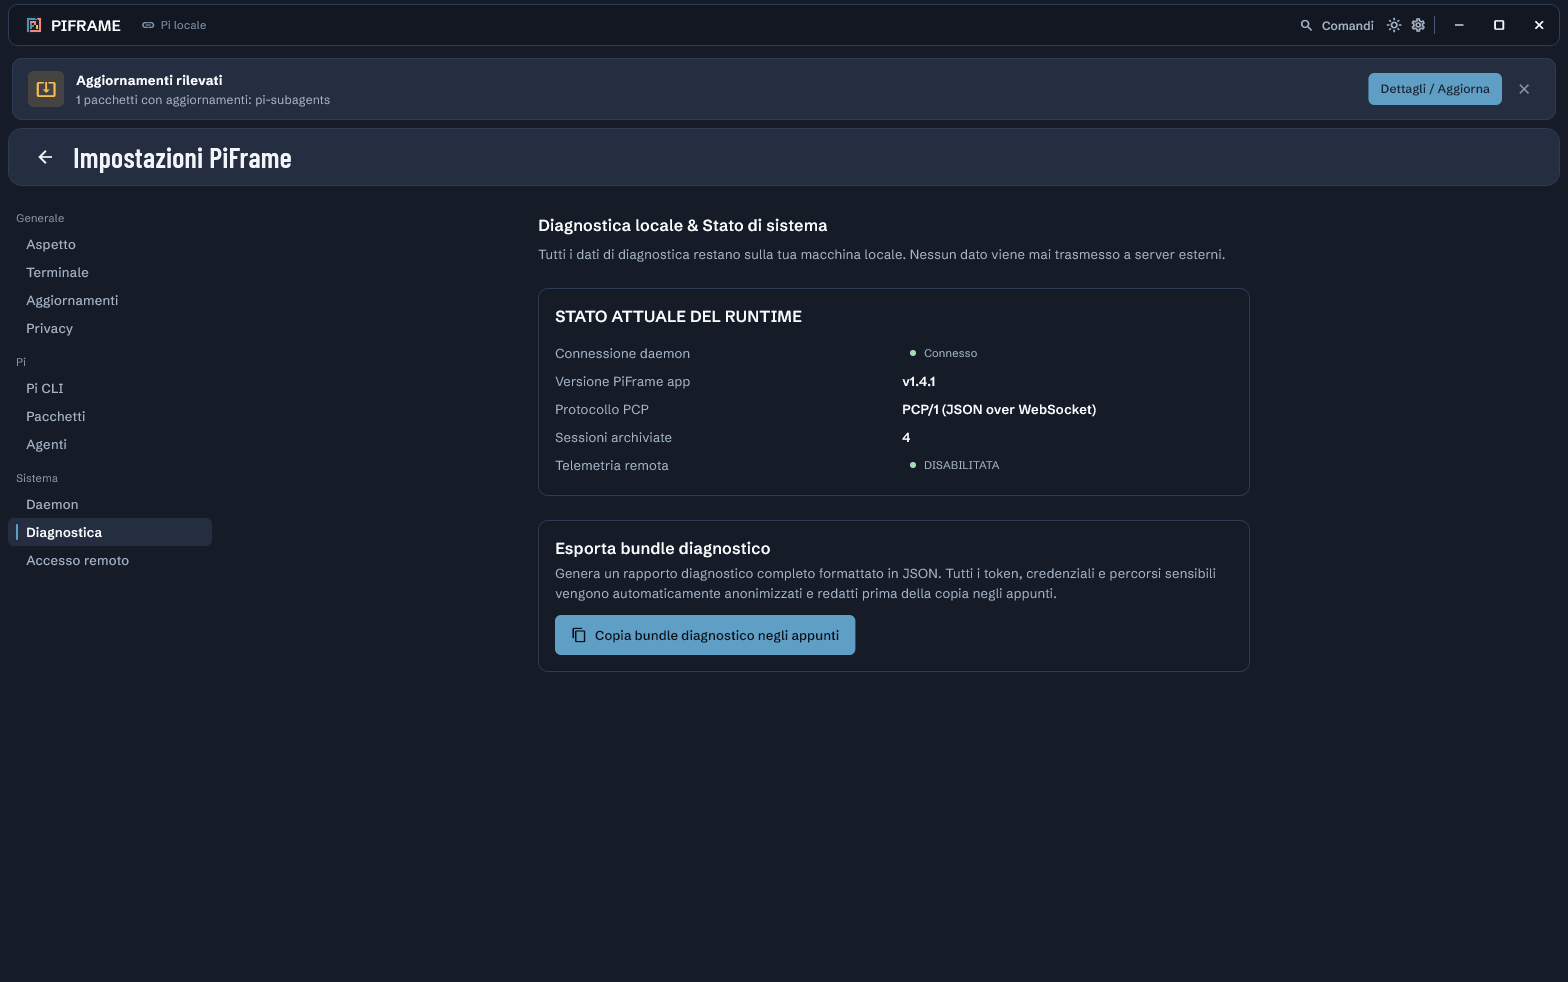 PIFRAME
Pi locale
Comandi
Aggiornamenti rilevati
1 pacchetti con aggiornamenti: pi-subagents
Dettagli / Aggiorna
Impostazioni PiFrame
Generale
Aspetto
Terminale
Aggiornamenti
Privacy
Pi
Pi CLI
Pacchetti
Agenti
Sistema
Daemon
Diagnostica
Accesso remoto
Diagnostica locale & Stato di sistema
Tutti i dati di diagnostica restano sulla tua macchina locale. Nessun dato viene mai trasmesso a server esterni.
STATO ATTUALE DEL RUNTIME
Connessione daemon Connesso
Versione PiFrame app v1.4.1
Protocollo PCP PCP/1 (JSON over WebSocket)
Sessioni archiviate 4
Telemetria remota DISABILITATA
Esporta bundle diagnostico
Genera un rapporto diagnostico completo formattato in JSON. Tutti i token, credenziali e percorsi sensibili
vengono automaticamente anonimizzati e redatti prima della copia negli appunti.
Copia bundle diagnostico negli appunti